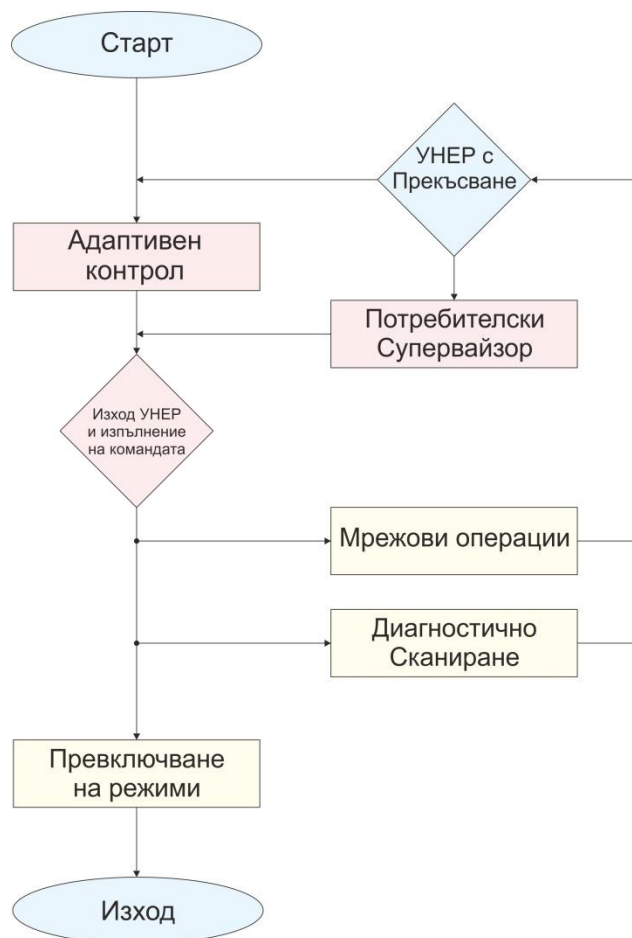 Старт
УНЕР с
Прекъсване
Адаптивен
контрол
Потребителски
Супервайзор
Изход УНЕР
и изпълнение
на командата
Мрежови операции
Диагностично
Сканиране
Превключване
на режими
Изход